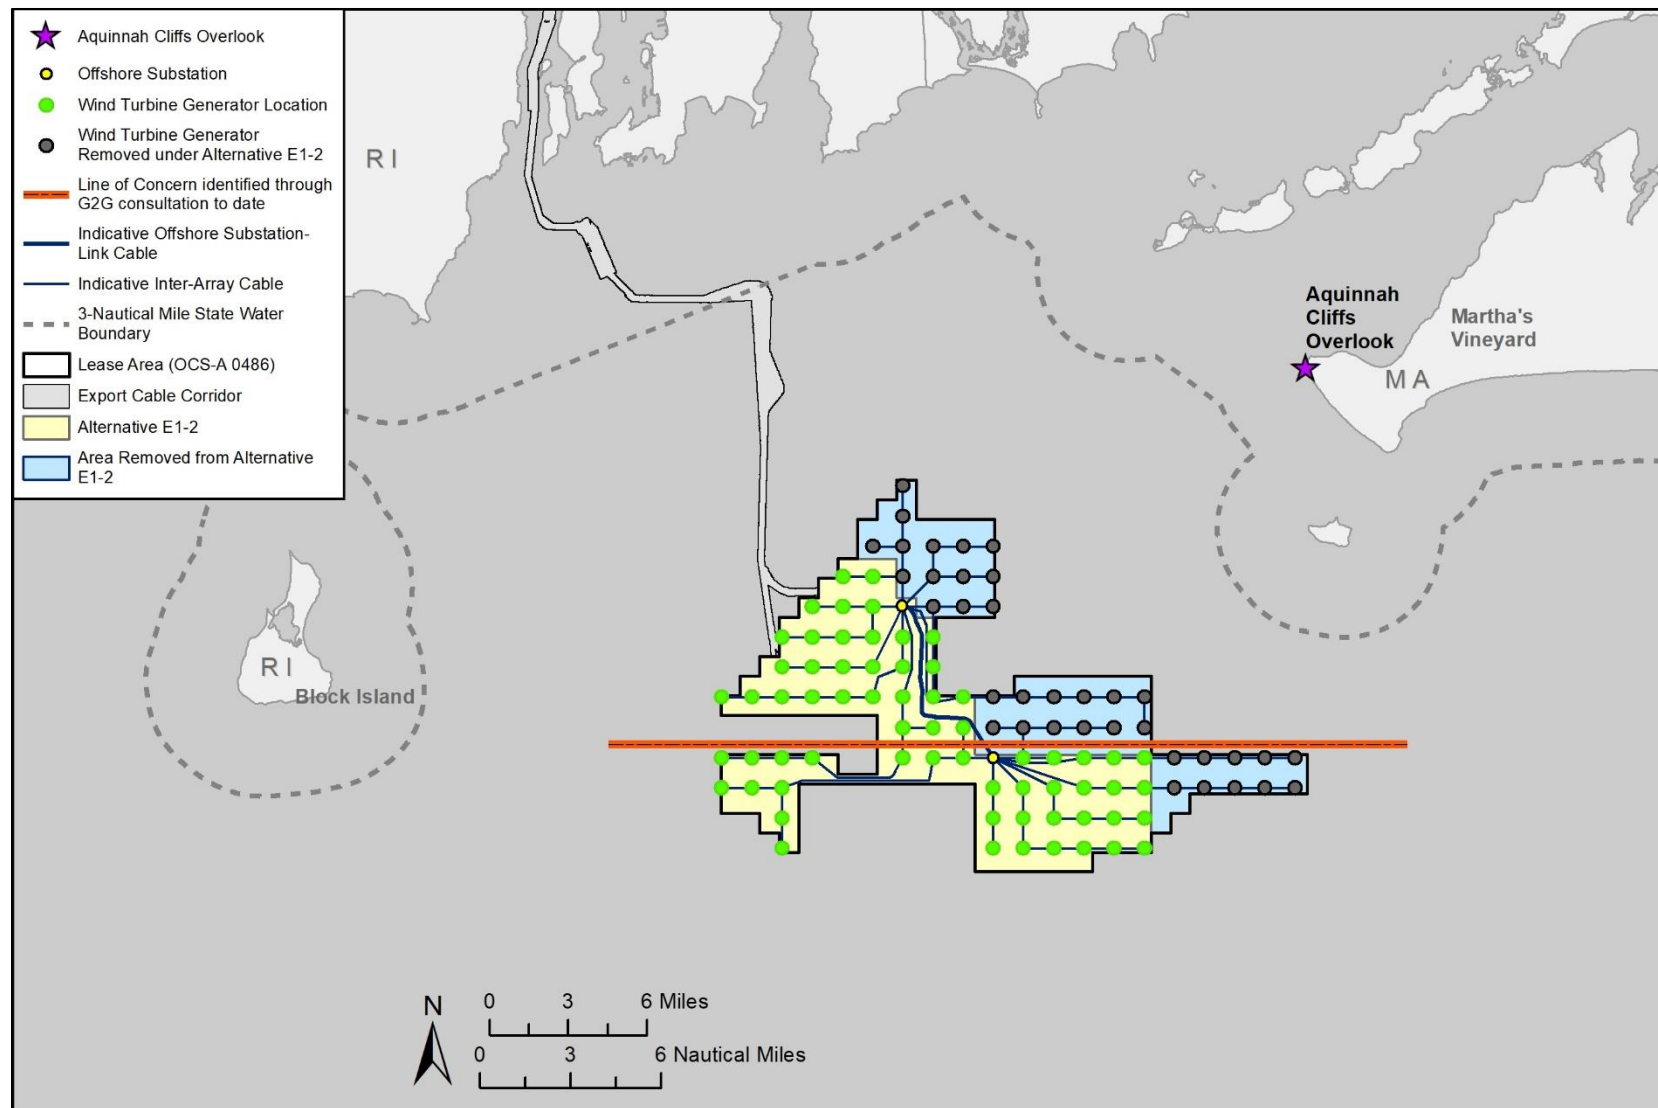 Aquinnah Cliffs Overlook
Offshore Substation
Wind Turbine Generator Location
Wind Turbine Generator
Removed under Alternative E1-2
Line of Concern identified through
G2G consultation to date
Indicative Offshore Substation-
Link Cable
Indicative Inter-Array Cable
3-Nautical Mile State Water
Boundary
Lease Area (OCS-A 0486)
Export Cable Corridor
Alternative E1-2
Area Removed from Alternative
E1-2
RI
Aquinnah
Cliffs
Overlook
Martha's
Vineyard
MA
RI
Block Island
N
0 3 6 Miles
0 3 6 Nautical Miles